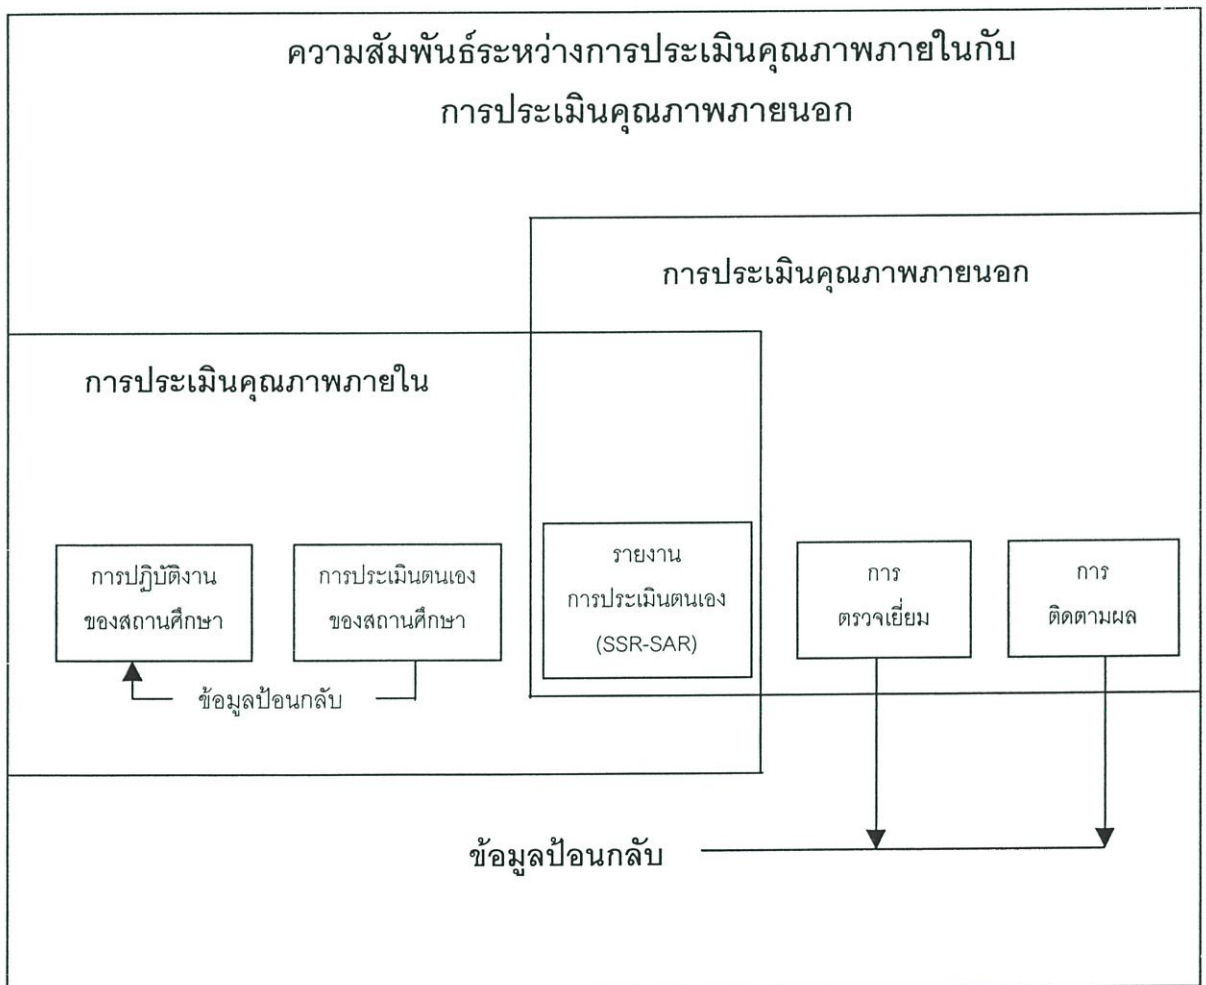 ความสัมพันธ์ระหว่างการประเมินคุณภาพภายในกับ
การประเมินคุณภาพภายนอก
การประเมินคุณภาพภายนอก
การประเมินคุณภาพภายใน
การปฏิบัติงาน
ของสถานศึกษา
การประเมินตนเอง
ของสถานศึกษา
รายงาน
การประเมินตนเอง
(SSR-SAR)
การ
ตรวจเยี่ยม
การ
ติดตามผล
ข้อมูลป้อนกลับ
ข้อมูลป้อนกลับ